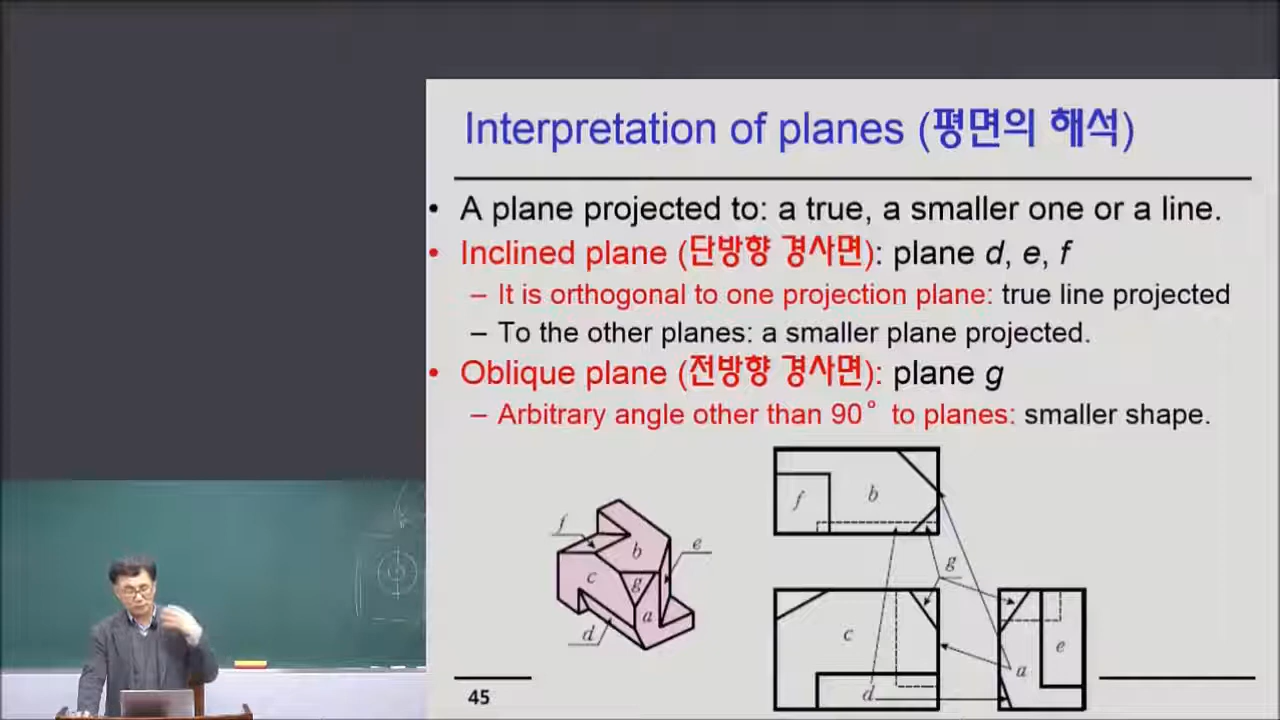 Interpretation of planes (평면의 해석)
• A plane projected to: a true, a smaller one or a line.
• Inclined plane (단방향 경사면): plane d, e, f
– It is orthogonal to one projection plane: true line projected
– To the other planes: a smaller plane projected.
• Oblique plane (전방향 경사면): plane g
– Arbitrary angle other than 90° to planes: smaller shape.
f
b
e
c
g
a
d
f
b
g
c
d
a
e
45